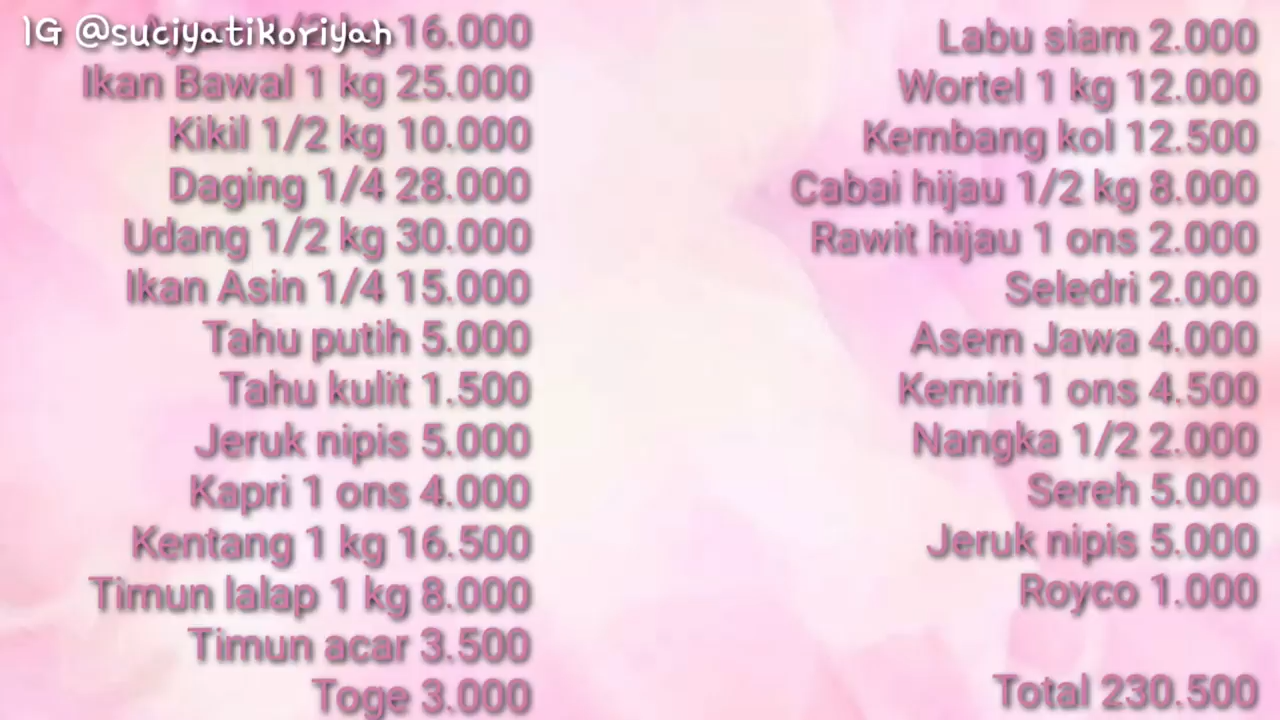 IG @suciyatikoriyah
1/2 kg 16.000
Ikan Bawal 1 kg 25.000
Kikil 1/2 kg 10.000
Daging 1/4 28.000
Udang 1/2 kg 30.000
Ikan Asin 1/4 15.000
Tahu putih 5.000
Tahu kulit 1.500
Jeruk nipis 5.000
Kapri 1 ons 4.000
Kentang 1 kg 16.500
Timun lalap 1 kg 8.000
Timun acar 3.500
Toge 3.000
Labu siam 2.000
Wortel 1 kg 12.000
Kembang kol 12.500
Cabai hijau 1/2 kg 8.000
Rawit hijau 1 ons 2.000
Seledri 2.000
Asem Jawa 4.000
Kemiri 1 ons 4.500
Nangka 1/2 2.000
Sereh 5.000
Jeruk nipis 5.000
Royco 1.000
Total 230.500